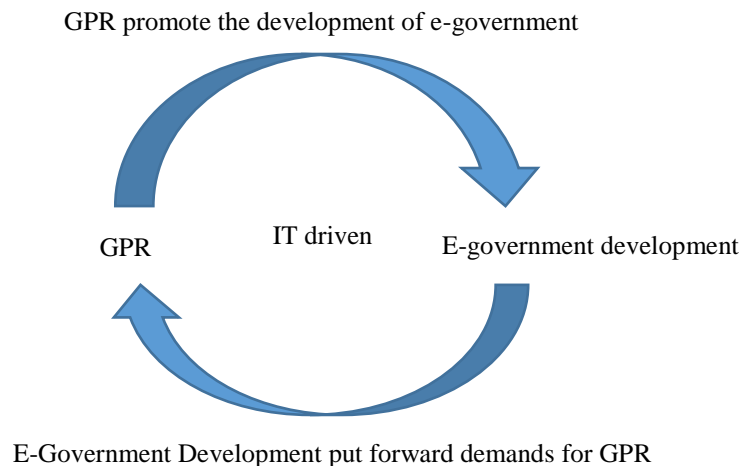 GPR promote the development of e-government
GPR
IT driven
E-government development
E-Government Development put forward demands for GPR